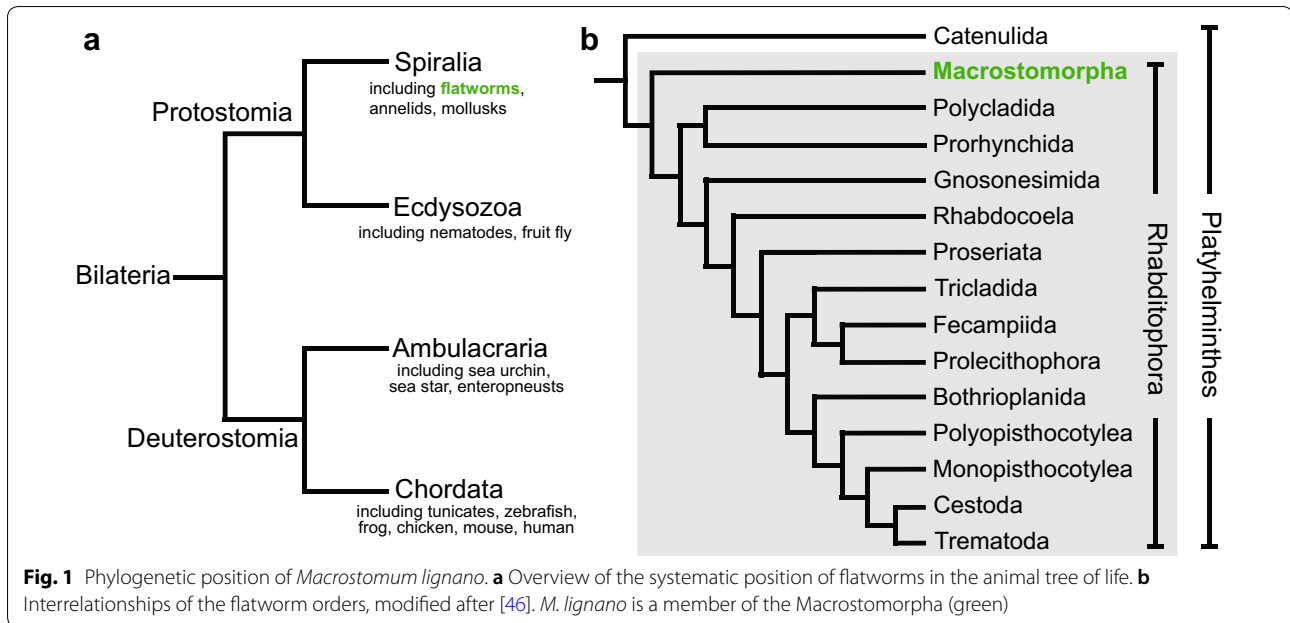 a
Spiralia
including flatworms,
annelids, mollusks
Protostomia
Ecdysozoa
including nematodes, fruit fly
Bilateria
Ambulacraria
including sea urchin,
sea star, enteropneusts
Deuterostomia
Chordata
including tunicates, zebrafish,
frog, chicken, mouse, human
b
Catenulida
Macrostomorpha
Polycladida
Prorhynchida
Gnosonesimida
Rhabdocoela
Proseriata
Tricladida
Fecampiida
Prolecithophora
Bothrioplanida
Polyopisthocotylea
Monopisthocotylea
Cestoda
Trematoda
Rhabditophora
Platyhelminthes
Fig. 1 Phylogenetic position of Macrostomum lignano. a Overview of the systematic position of flatworms in the animal tree of life. b
Interrelationships of the flatworm orders, modified after [46]. M. lignano is a member of the Macrostomorpha (green)